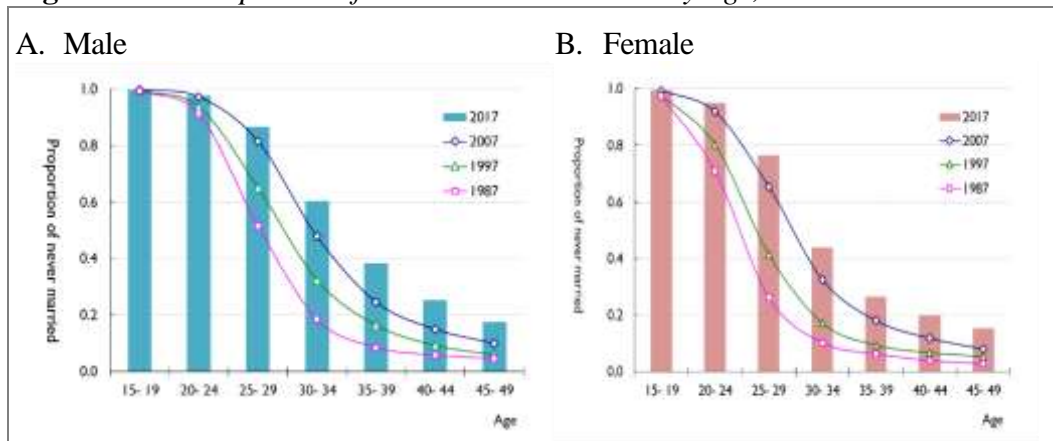 A. Male
1.0
0.8
0.6
0.4
0.2
0.0
Proportion of never married
2017
2007
1997
1987
15- 19 20- 24 25- 29 30- 34 35- 39 40- 44 45- 49
Age
B. Female
1.0
0.8
0.6
0.4
0.2
0.0
Proportion of never married
2017
2007
1997
1987
15- 19 20- 24 25- 29 30- 34 35- 39 40- 44 45- 49
Age